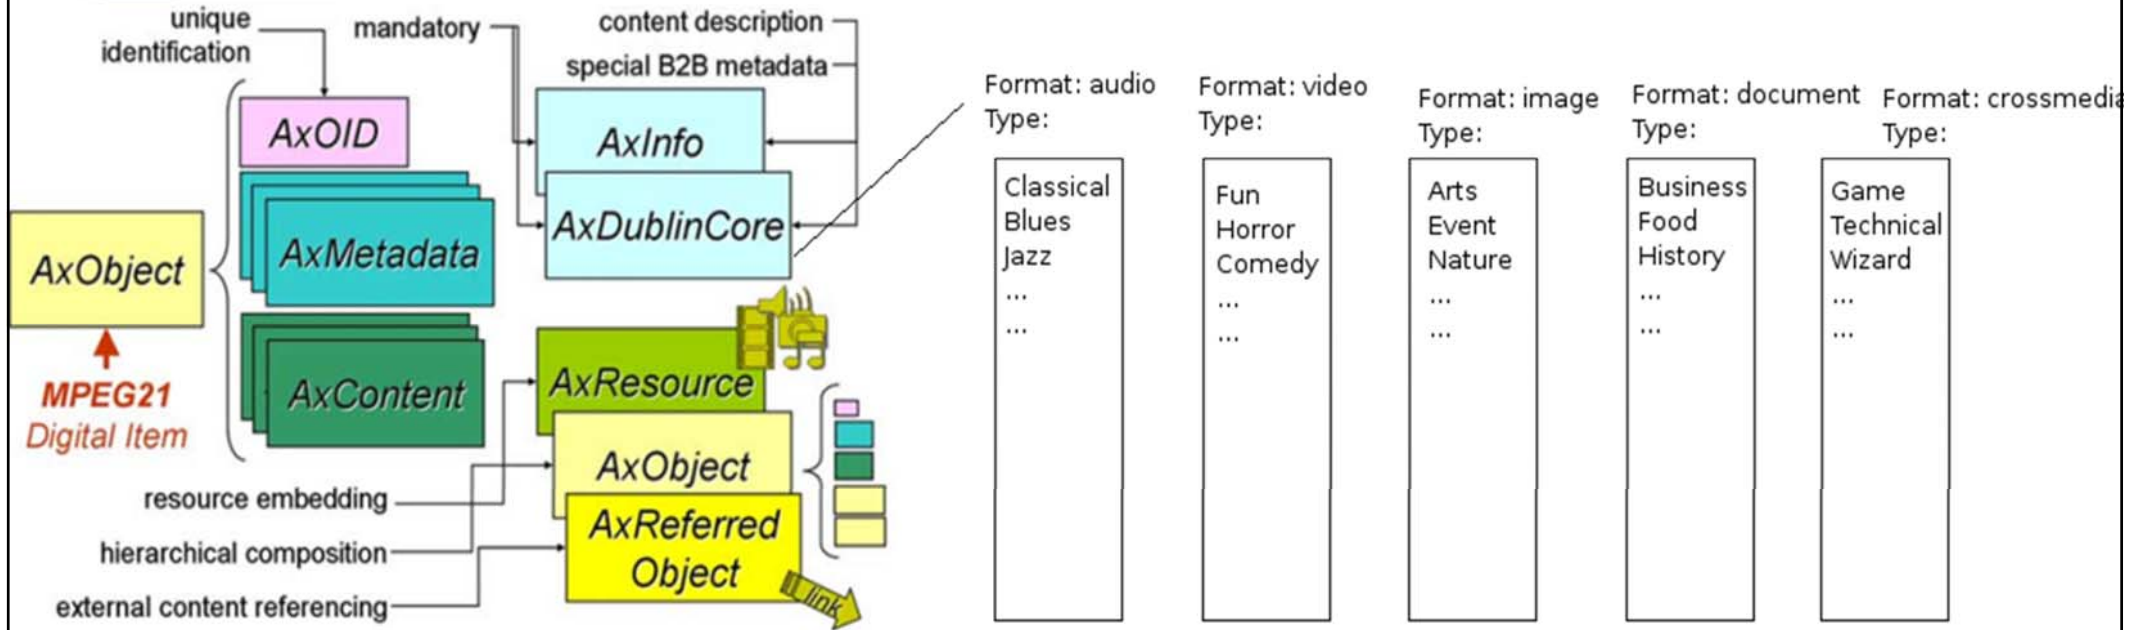 unique
identification
mandatory
content description
special B2B metadata
AxOID
AxInfo
AxDublinCore
AxMetadata
AxObject
MPEG21
Digital Item
AxContent
AxResource
AxObject
AxReferred
Object
link
resource embedding
hierarchical composition
external content referencing
Format: audio
Type:
Classical
Blues
Jazz
...
...
Format: video
Type:
Fun
Horror
Comedy
...
...
Format: image
Type:
Arts
Event
Nature
...
...
Format: document
Type:
Business
Food
History
...
...
Format: crossmedia
Type:
Game
Technical
Wizard
...
...